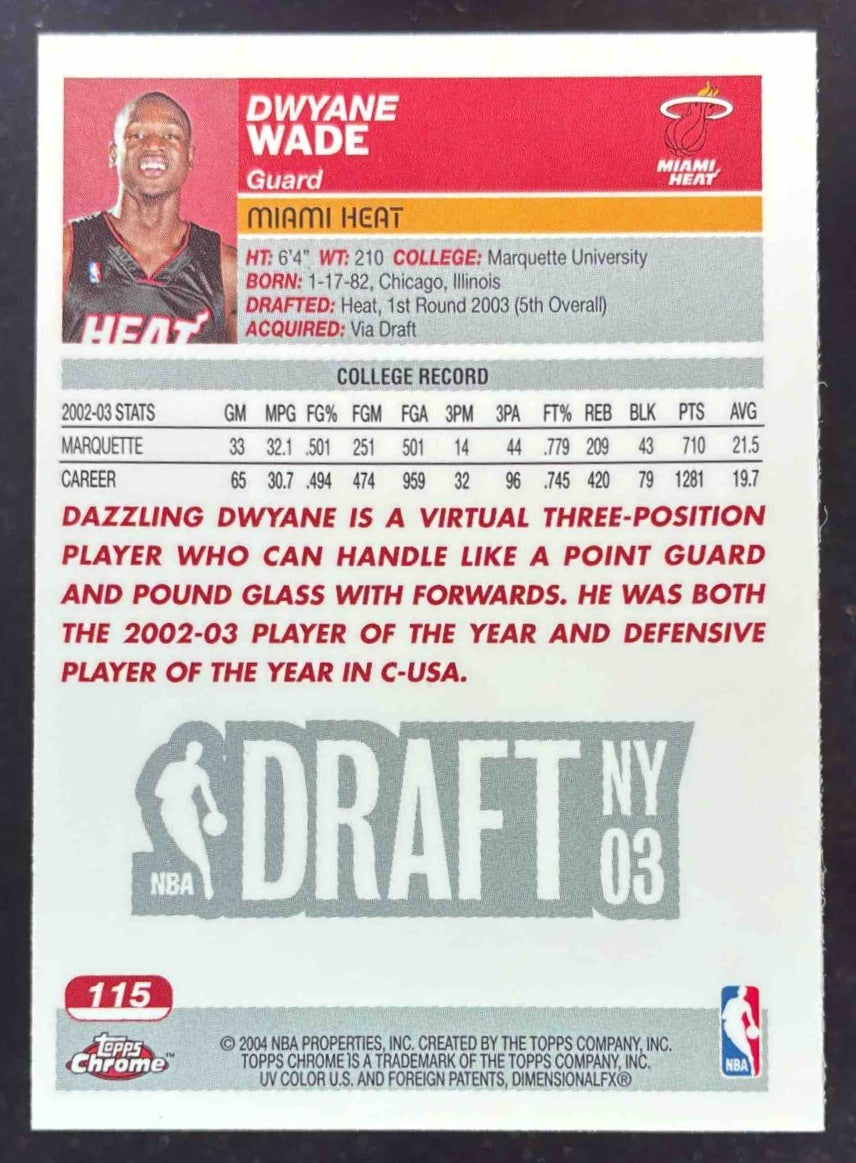 DWYANE
WADE
Guard
MIAMI
HEAT
MIAMI HEAT
HEAT
HT: 6'4" WT: 210 COLLEGE: Marquette University
BORN: 1-17-82, Chicago, Illinois
DRAFTED: Heat, 1st Round 2003 (5th Overall)
ACQUIRED: Via Draft
COLLEGE RECORD
2002-03 STATS GM MPG FG% FGM FGA 3PM 3PA FT% REB BLK PTS AVG
MARQUETTE 33 32.1 .501 251 501 14 44 .779 209 43 710 21.5
CAREER 65 30.7 .494 474 959 32 96 .745 420 79 1281 19.7
DAZZLING DWYANE IS A VIRTUAL THREE-POSITION
PLAYER WHO CAN HANDLE LIKE A POINT GUARD
AND POUND GLASS WITH FORWARDS. HE WAS BOTH
THE 2002-03 PLAYER OF THE YEAR AND DEFENSIVE
PLAYER OF THE YEAR IN C-USA.
NBA DRAFT NY
03
115
Topps
Chrome™
© 2004 NBA PROPERTIES, INC. CREATED BY THE TOPPS COMPANY, INC.
TOPPS CHROME IS A TRADEMARK OF THE TOPPS COMPANY, INC.
UV COLOR U.S. AND FOREIGN PATENTS, DIMENSIONALFX®
NBA